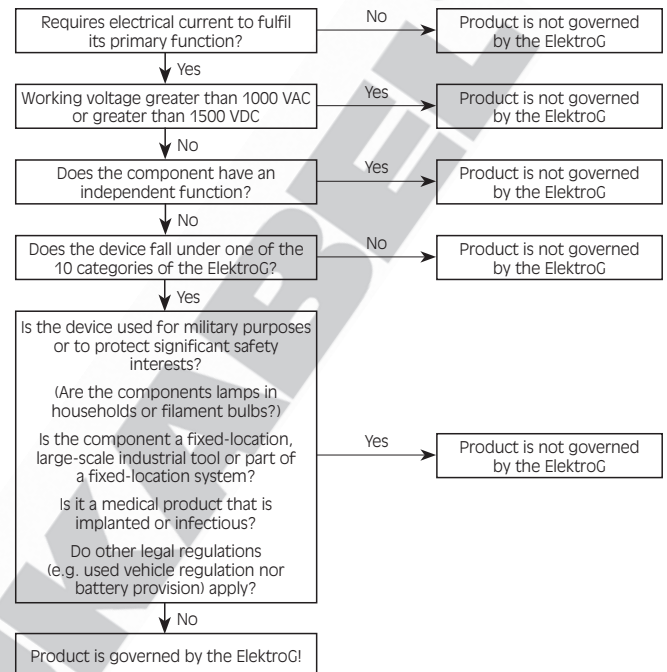 Requires electrical current to fulfil
its primary function?
No
Product is not governed
by the ElektroG
Yes
Working voltage greater than 1000 VAC
or greater than 1500 VDC
Yes
Product is not governed
by the ElektroG
No
Does the component have an
independent function?
Yes
Product is not governed
by the ElektroG
No
Does the device fall under one of the
10 categories of the ElektroG?
No
Product is not governed
by the ElektroG
Yes
Is the device used for military purposes
or to protect significant safety
interests?
(Are the components lamps in
households or filament bulbs?)
Is the component a fixed-location,
large-scale industrial tool or part of
a fixed-location system?
Is it a medical product that is
implanted or infectious?
Do other legal regulations
(e.g. used vehicle regulation nor
battery provision) apply?
Yes
Product is not governed
by the ElektroG
No
Product is governed by the ElektroG!
KABEL